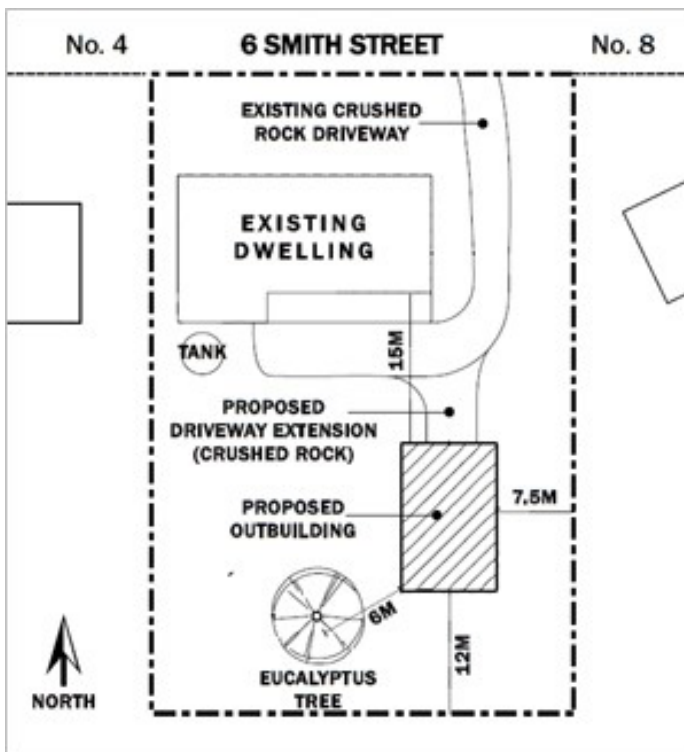 No. 4
6 SMITH STREET
No. 8
EXISTING CRUSHED
ROCK DRIVEWAY
EXISTING
DWELLING
TANK
15M
PROPOSED
DRIVEWAY EXTENSION
(CRUSHED ROCK)
7.5M
PROPOSED
OUTBUILDING
6M
12M
EUCALYPTUS
TREE
NORTH